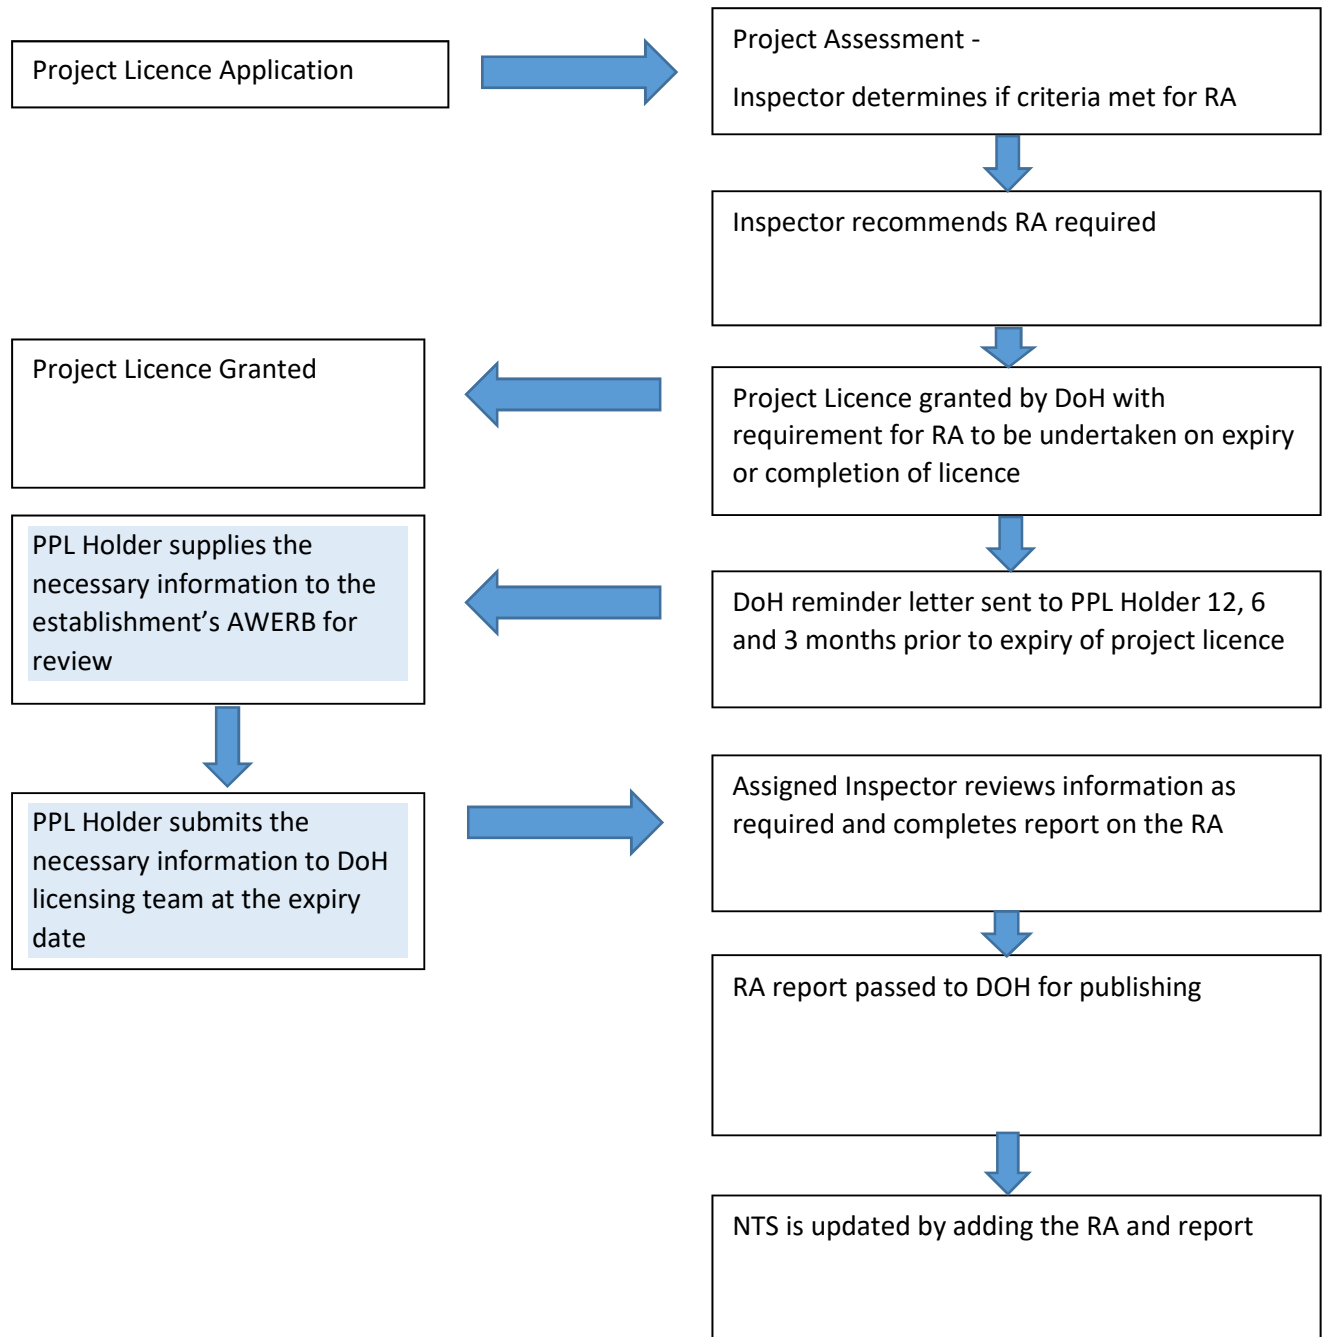 Project Licence Application
Project Assessment -
Inspector determines if criteria met for RA
Inspector recommends RA required
Project Licence Granted
Project Licence granted by DoH with
requirement for RA to be undertaken on expiry
or completion of licence
PPL Holder supplies the
necessary information to the
establishment’s AWERB for
review
DoH reminder letter sent to PPL Holder 12, 6
and 3 months prior to expiry of project licence
PPL Holder submits the
necessary information to DoH
licensing team at the expiry
date
Assigned Inspector reviews information as
required and completes report on the RA
RA report passed to DOH for publishing
NTS is updated by adding the RA and report